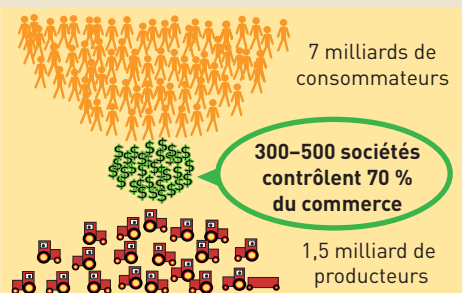 7 milliards de
consommateurs
300–500 sociétés
contrôlent 70 %
du commerce
1,5 milliard de
producteurs